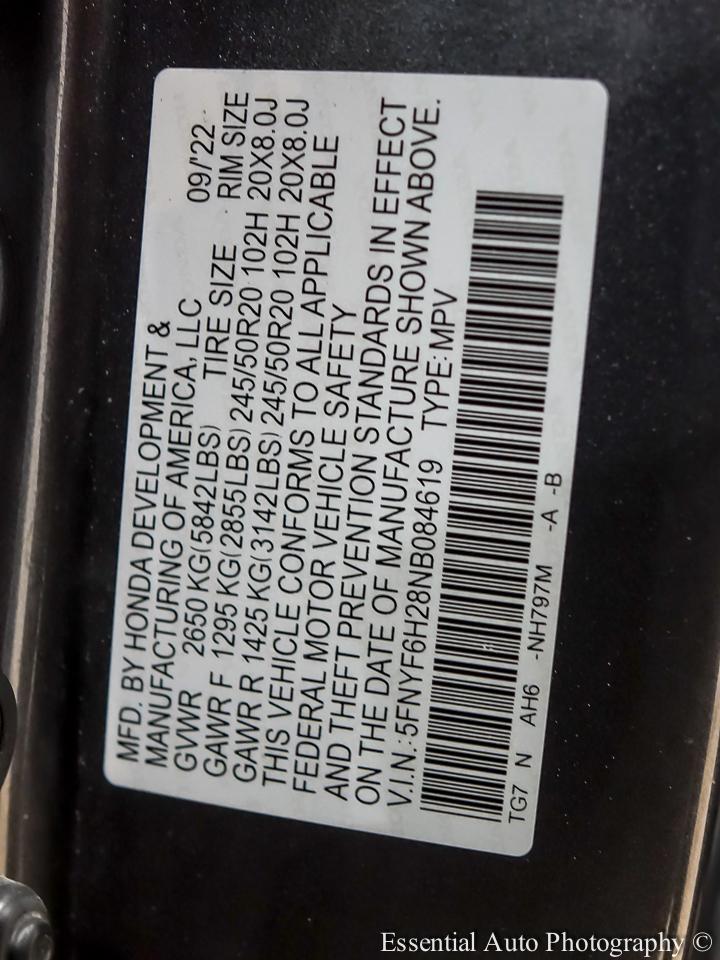 MFD. BY HONDA DEVELOPMENT &
MANUFACTURING OF AMERICA, LLC 09/'22
GVWR 2650 KG(5842LBS) TIRE SIZE RIM SIZE
GAWR F 1295 KG(2855LBS) 245/50R20 102H 20X8.0J
GAWR R 1425 KG(3142LBS) 245/50R20 102H 20X8.0J
THIS VEHICLE CONFORMS TO ALL APPLICABLE
FEDERAL MOTOR VEHICLE SAFETY
AND THEFT PREVENTION STANDARDS IN EFFECT
ON THE DATE OF MANUFACTURE SHOWN ABOVE.
V.I.N.:5FNYF6H28NB084619 TYPE:MPV
TG7 N AH6 -NH797M -A -B
Essential Auto Photography ©